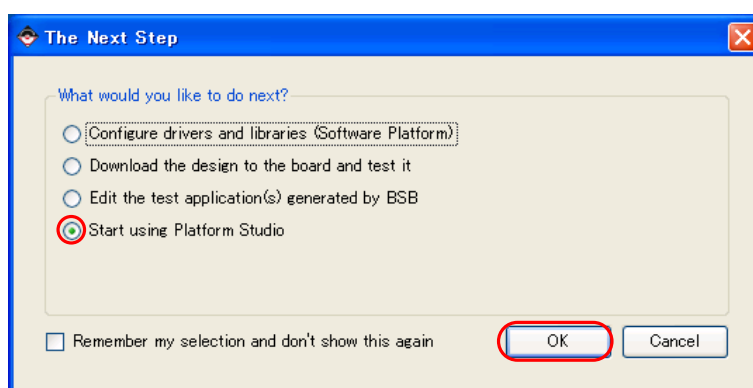 The Next Step
What would you like to do next?
Configure drivers and libraries (Software Platform)
Download the design to the board and test it
Edit the test application(s) generated by BSB
Start using Platform Studio
Remember my selection and don't show this again
OK
Cancel